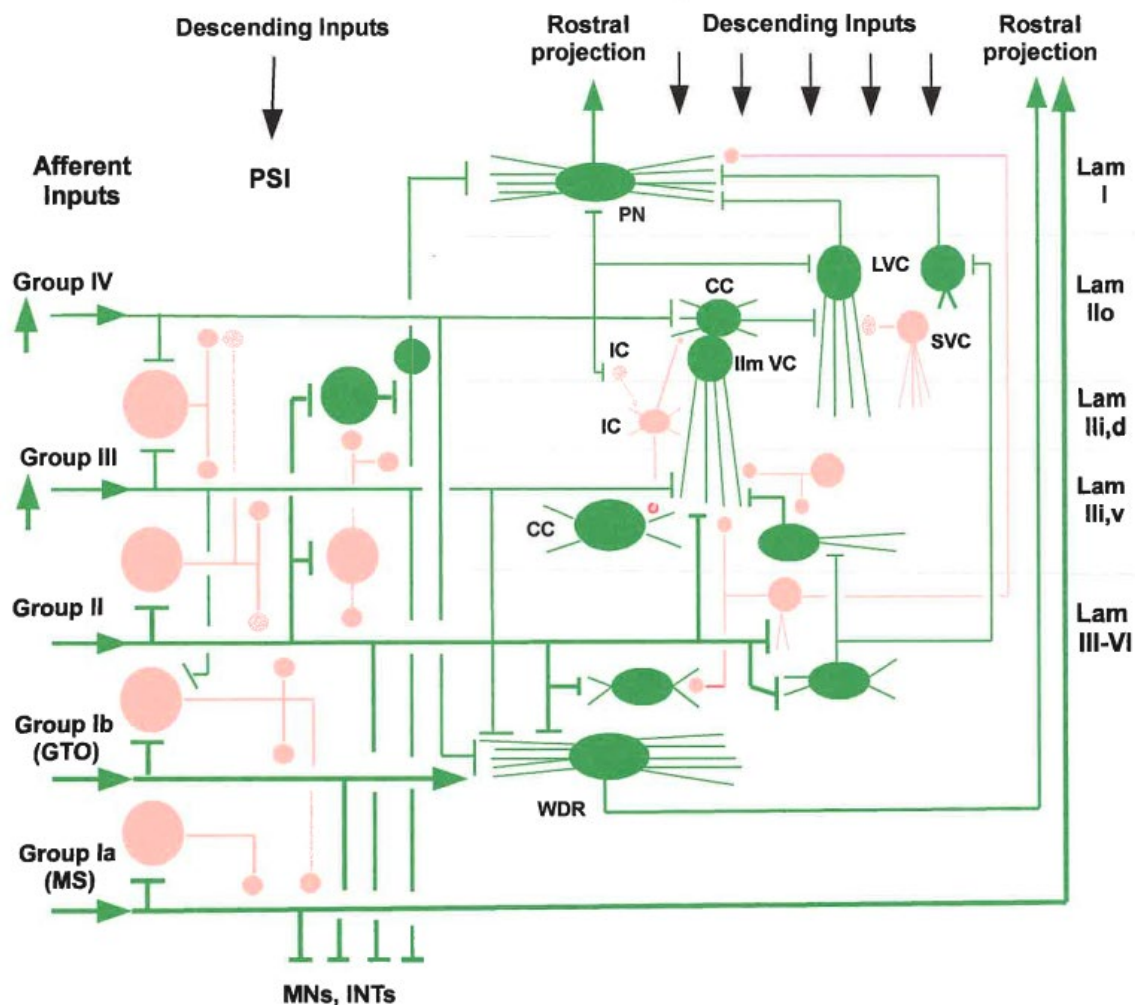 Descending Inputs
Rostral
projection
Descending Inputs
Rostral
projection
Afferent
Inputs
PSI
Lam
I
PN
Group IV
CC
LVC
Lam
IIo
IC
IIm VC
SVC
IC
Lam
IIi,d
Group III
CC
Lam
IIi,v
Group II
Lam
III-VI
Group Ib
(GTO)
WDR
Group Ia
(MS)
MNs, INTs